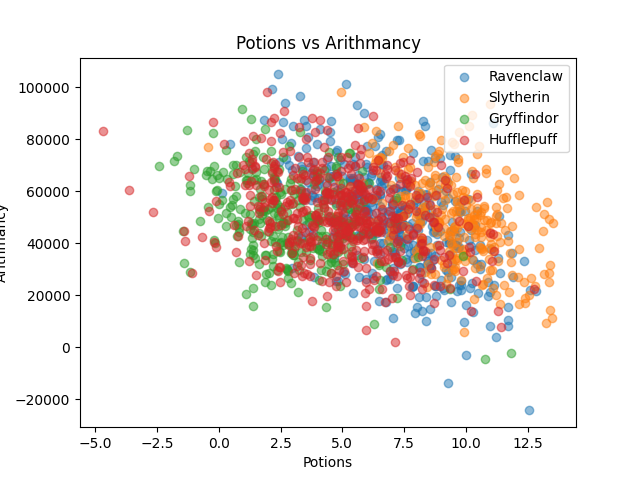 Potions vs Arithmancy
Ravenclaw
Slytherin
Gryffindor
Hufflepuff
100000
80000
60000
40000
20000
0
−20000
Arithmancy
−5.0 −2.5 0.0 2.5 5.0 7.5 10.0 12.5
Potions